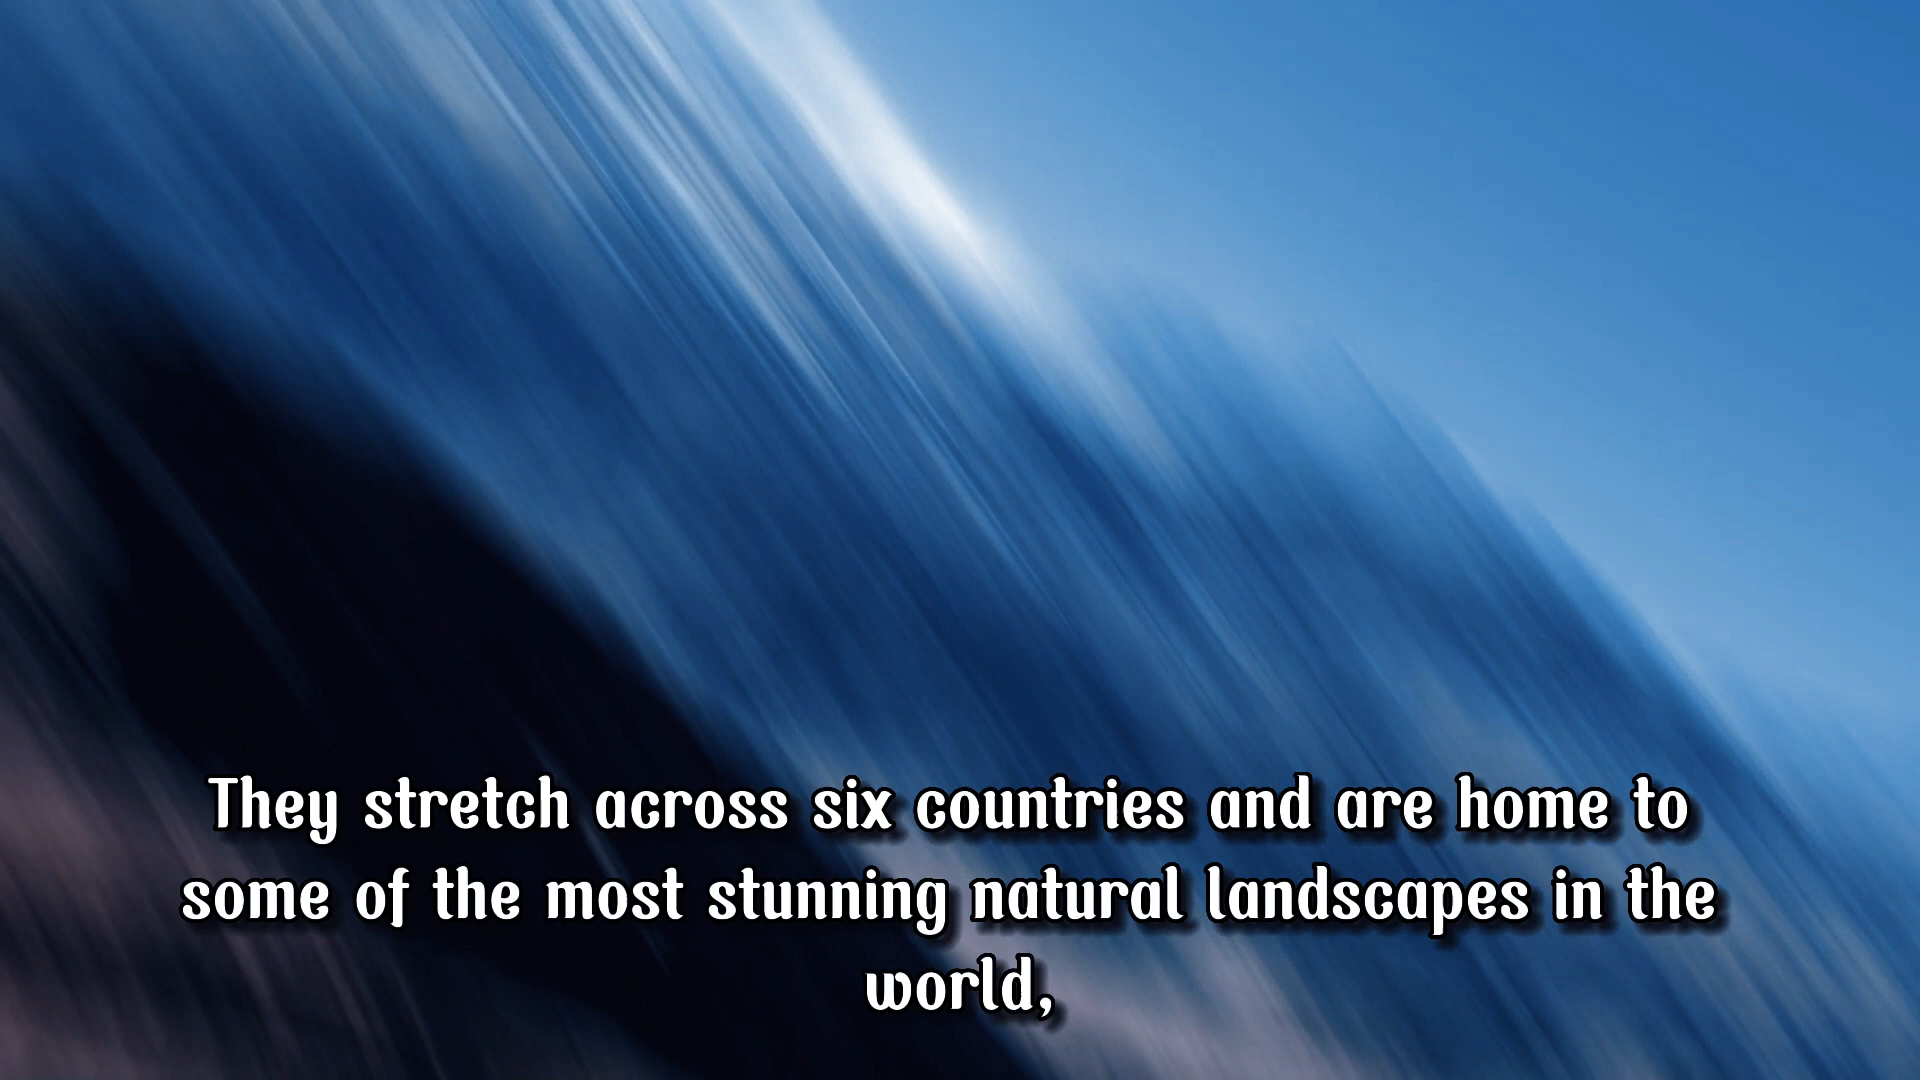 They stretch across six countries and are home to
some of the most stunning natural landscapes in the
world,